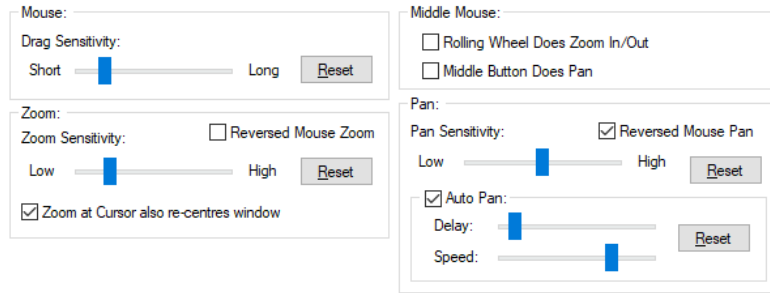 Mouse:
Drag Sensitivity:
Short Long Reset
Zoom:
Zoom Sensitivity: Reversed Mouse Zoom
Low High Reset
Zoom at Cursor also re-centres window
Middle Mouse:
Rolling Wheel Does Zoom In/Out
Middle Button Does Pan
Pan:
Pan Sensitivity: Reversed Mouse Pan
Low High Reset
Auto Pan:
Delay:
Reset
Speed: